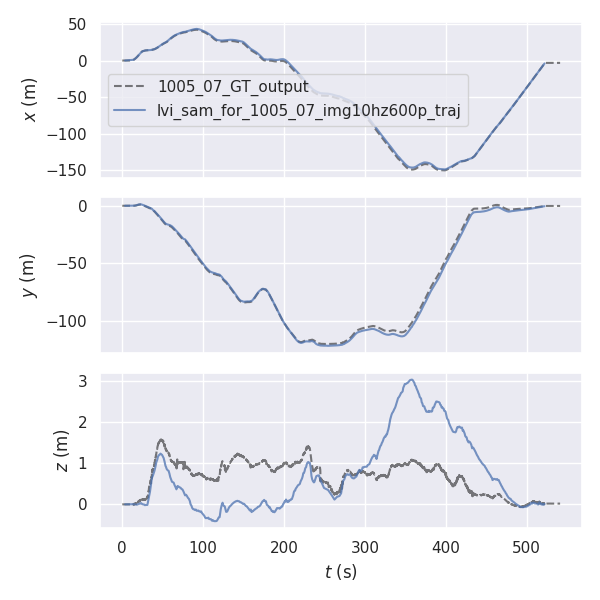 50
0
−50
−100
−150
x (m)
1005_07_GT_output
lvi_sam_for_1005_07_img10hz600p_traj
0
−50
−100
y (m)
3
2
1
0
z (m)
0 100 200 300 400 500
t (s)